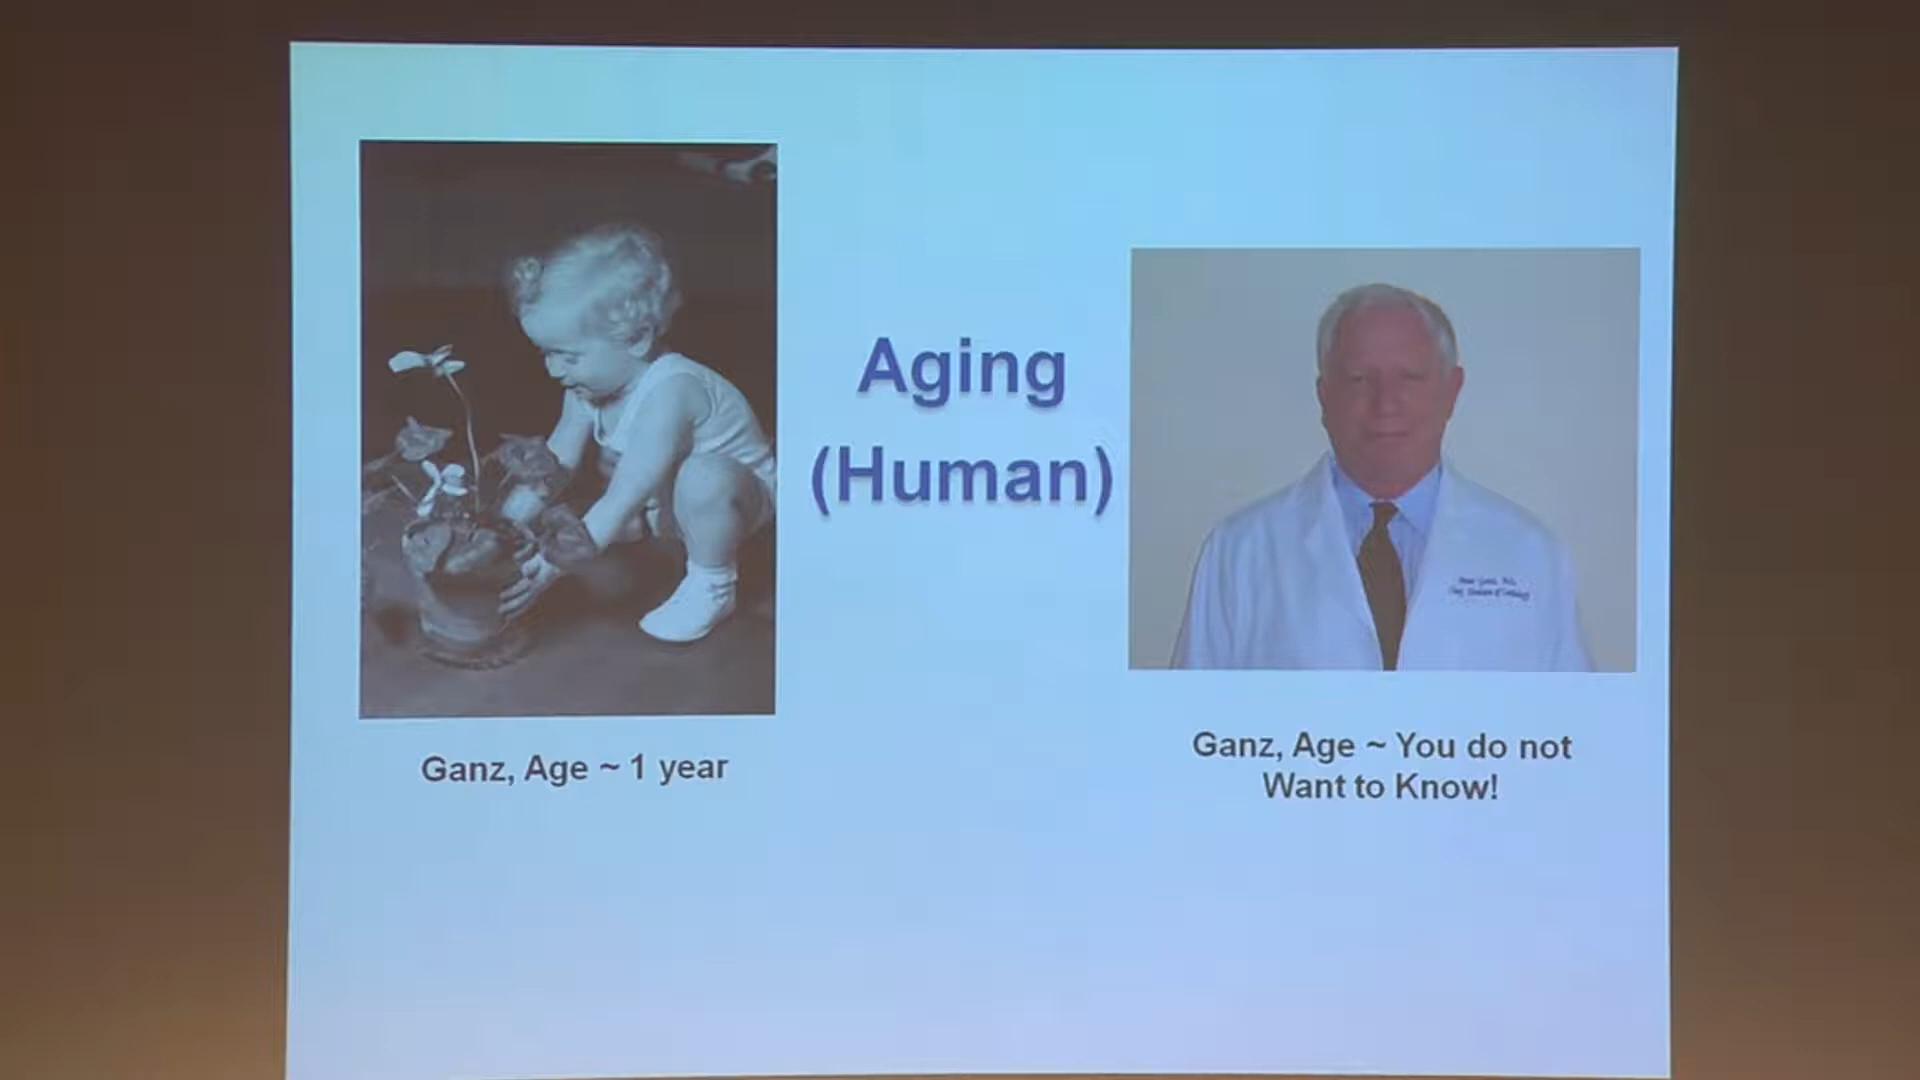 Aging
(Human)
Ganz, Age ~ 1 year
Ganz, Age ~ You do not
Want to Know!